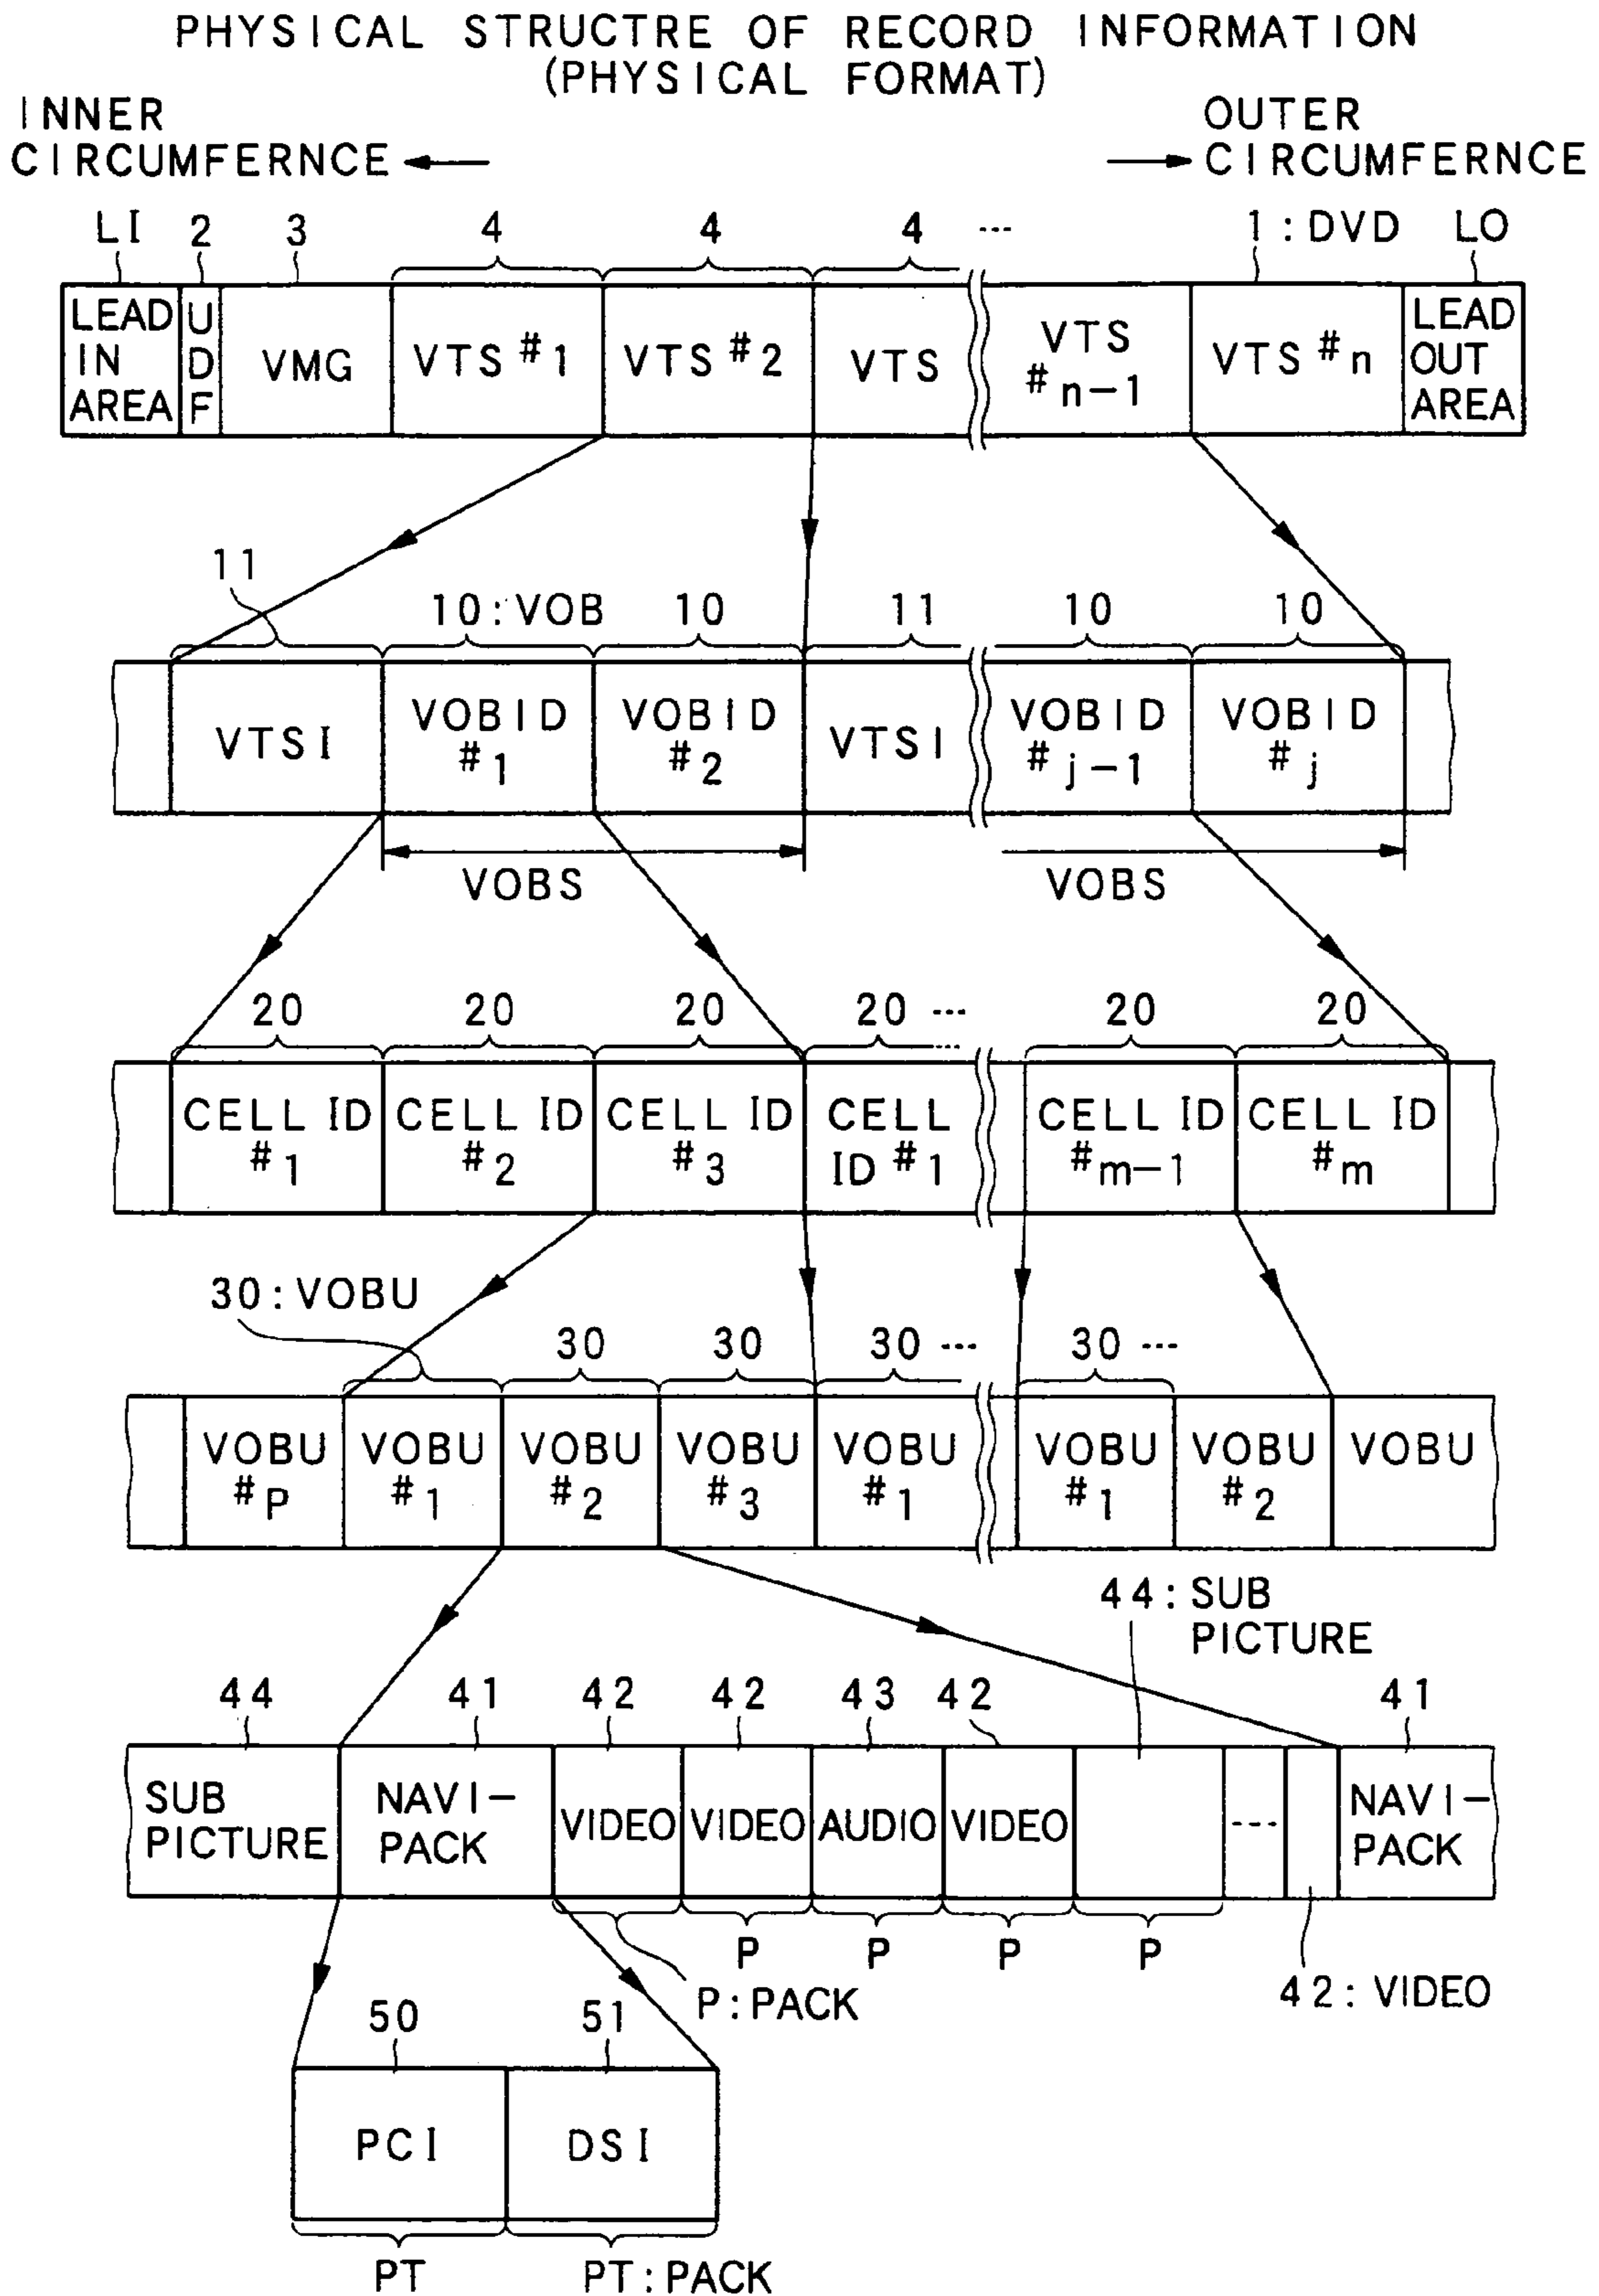 PHYSICAL STRUCTRE OF RECORD INFORMATION
(PHYSICAL FORMAT)
INNER
CIRCUMFERNCE
OUTER
CIRCUMFERNCE
LI 2 3 4 4 4 --- 1:DVD LO
LEAD IN AREA
UDF
VMG
VTS #1
VTS #2
VTS
VTS #n-1
VTS #n
LEAD OUT AREA
11 10:VOB 10 11 10 10
VTSI
VOBID #1
VOBID #2
VTSI
VOBID #j-1
VOBID #j
VOBS VOBS
20 20 20 20 --- 20 20
CELL ID #1
CELL ID #2
CELL ID #3
CELL ID #1
CELL ID #m-1
CELL ID #m
30:VOBU 30 30 30 --- 30 ---
VOBU #P
VOBU #1
VOBU #2
VOBU #3
VOBU #1
VOBU #1
VOBU #2
VOBU
44:SUB PICTURE
44 41 42 42 43 42 41
SUB PICTURE
NAVI-PACK
VIDEO
VIDEO
AUDIO
VIDEO
---
NAVI-PACK
P P P P
P:PACK
42:VIDEO
50 51
PCI DSI
PT PT:PACK